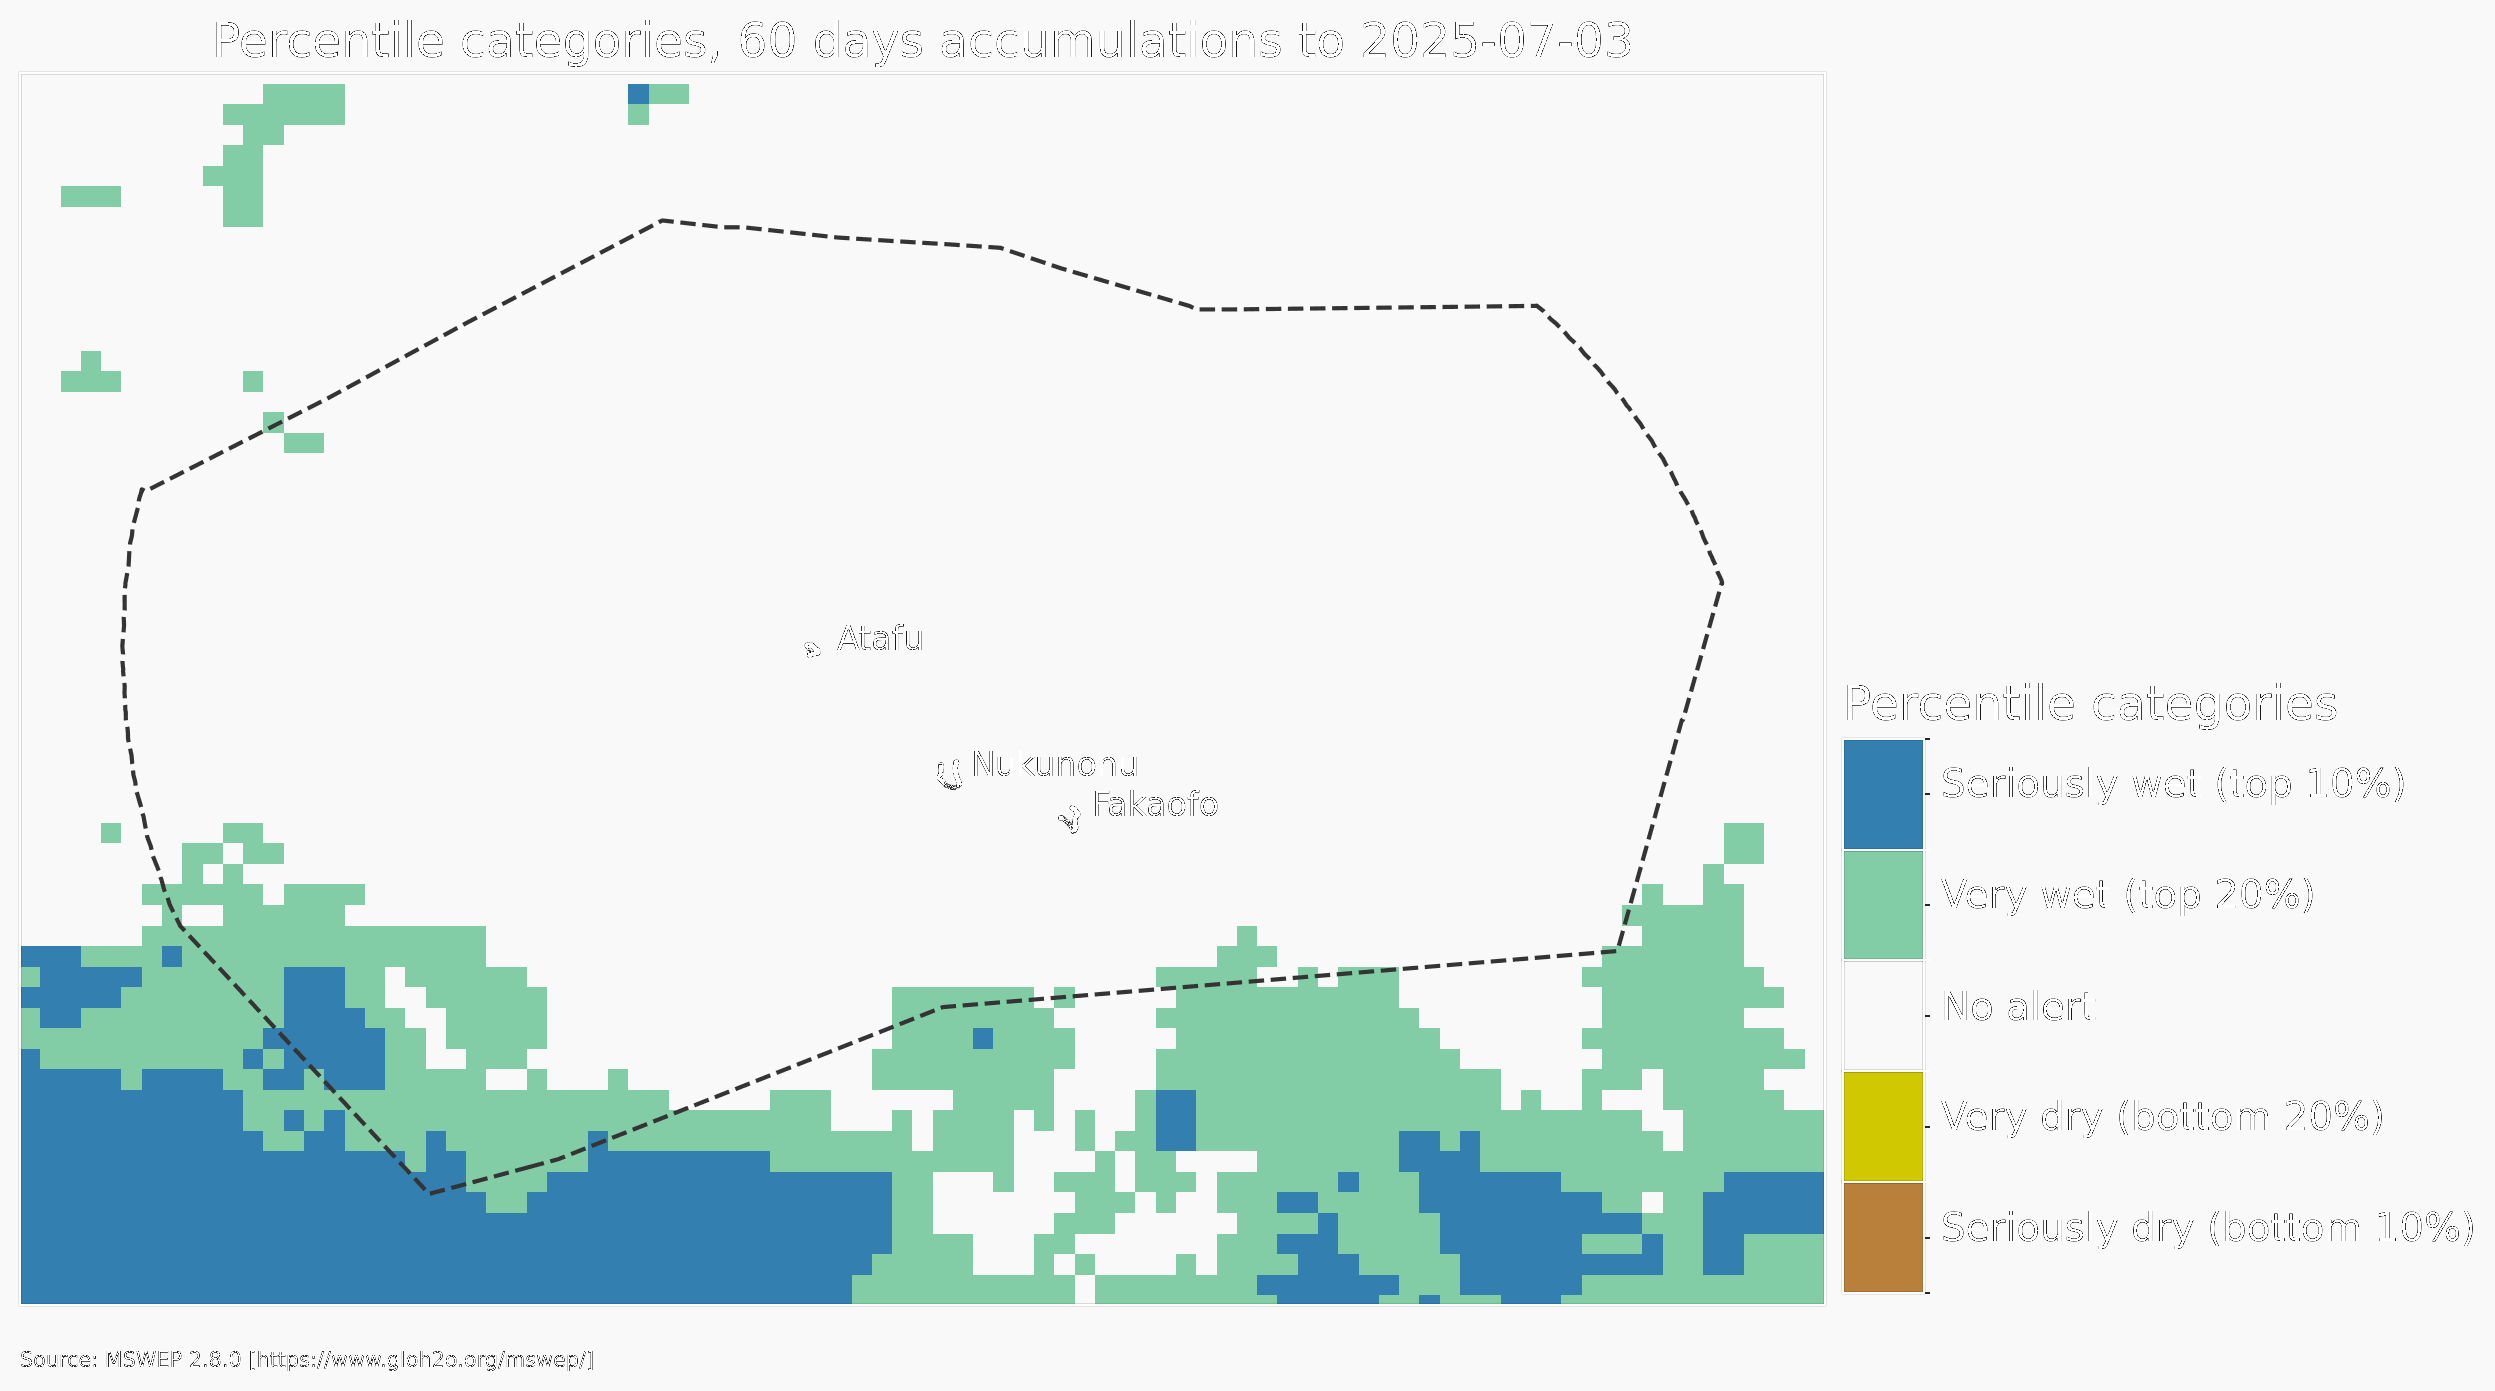 Percentile categories, 60 days accumulations to 2025-07-03
Atafu
Nukunonu
Fakaofo
Percentile categories
Seriously wet (top 10%)
Very wet (top 20%)
No alert
Very dry (bottom 20%)
Seriously dry (bottom 10%)
Source: MSWEP 2.8.0 [https://www.gloh2o.org/mswep/]